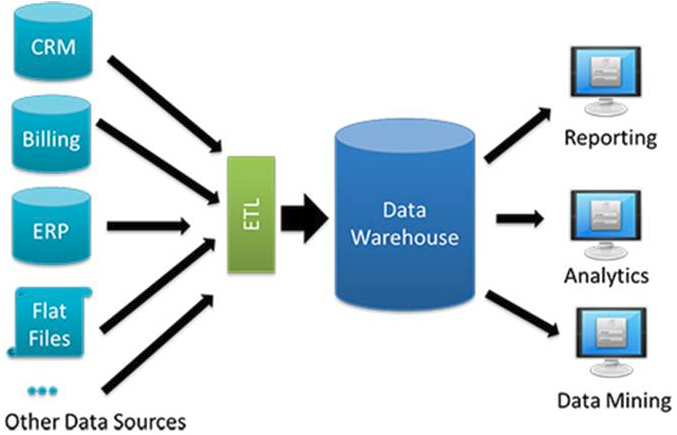 CRM
Billing
ERP
Flat
Files
Other Data Sources
ETL
Data
Warehouse
Reporting
Analytics
Data Mining